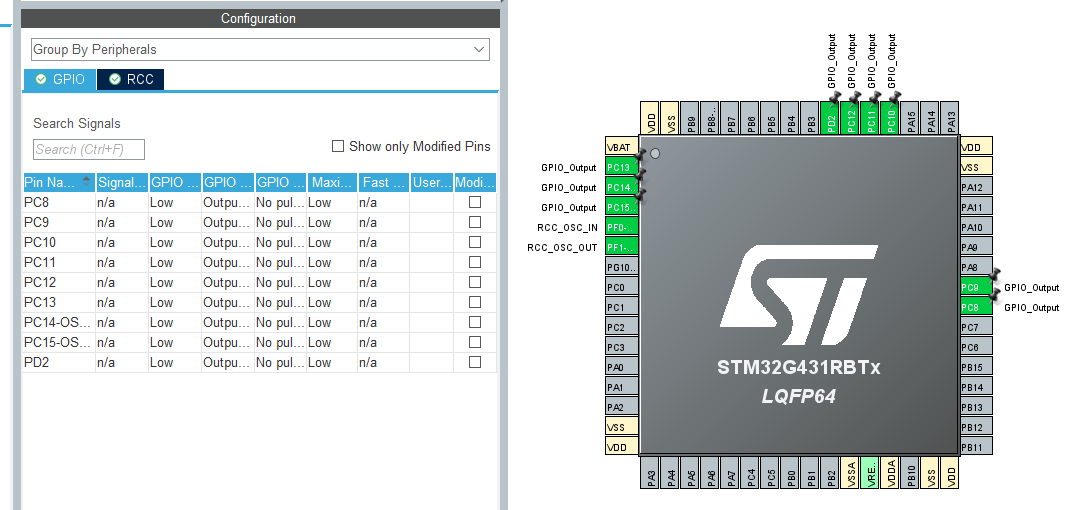 Configuration
Group By Peripherals
GPIO
RCC
Search Signals
Search (Ctrl+F)
Show only Modified Pins
Pin Na... Signal... GPIO ... GPIO ... GPIO ... Maxi... Fast ... User... Modi...
PC8 n/a Low Outpu... No pul... Low n/a
PC9 n/a Low Outpu... No pul... Low n/a
PC10 n/a Low Outpu... No pul... Low n/a
PC11 n/a Low Outpu... No pul... Low n/a
PC12 n/a Low Outpu... No pul... Low n/a
PC13 n/a Low Outpu... No pul... Low n/a
PC14-OS... n/a Low Outpu... No pul... Low n/a
PC15-OS... n/a Low Outpu... No pul... Low n/a
PD2 n/a Low Outpu... No pul... Low n/a
GPIO_Output
GPIO_Output
GPIO_Output
GPIO_Output
VDD
VSS
PB9
PB8-..
PB7
PB6
PB5
PB4
PB3
PD2
PC12
PC11
PC10
PA15
PA14
PA13
VBAT
GPIO_Output PC13
GPIO_Output PC14..
GPIO_Output PC15..
RCC_OSC_IN PF0-..
RCC_OSC_OUT PF1-..
PG10..
PC0
PC1
PC2
PC3
PA0
PA1
PA2
VSS
VDD
STM32G431RBTx
LQFP64
VDD
VSS
PA12
PA11
PA10
PA9
PA8
PC9 GPIO_Output
PC8 GPIO_Output
PC7
PC6
PB15
PB14
PB13
PB12
PB11
PA3
PA4
PA5
PA6
PA7
PC4
PC5
PB0
PB1
PB2
VSSA
VRE..
VDDA
PB10
VSS
VDD